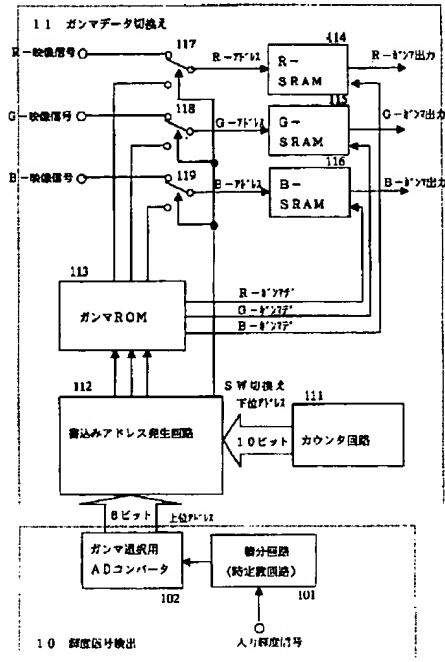 11 ガンマデータ切換え
R－映像信号
117
R－アドレス
114
R－
SRAM
R－ガンマ出力
G－映像信号
118
G－アドレス
115
G－
SRAM
G－ガンマ出力
B－映像信号
119
B－アドレス
116
B－
SRAM
B－ガンマ出力
113
ガンマROM
R－ガンマデ
G－ガンマデ
B－ガンマデ
SW切換え
112
書込みアドレス発生回路
下位アドレス
10ビット
111
カウンタ回路
8ビット
上位アドレス
ガンマ選択用
ADコンバータ
102
積分回路
(時定数回路)
101
10 輝度信号検出
入力輝度信号